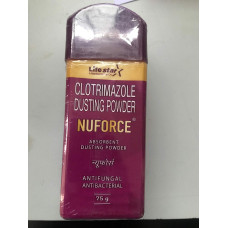 Lifestar
CLOTRIMAZOLE
DUSTING POWDER
NUFORCE
ABSORBENT
DUSTING POWDER
न्यूफोर्स
ANTIFUNGAL
ANTIBACTERIAL
75 g